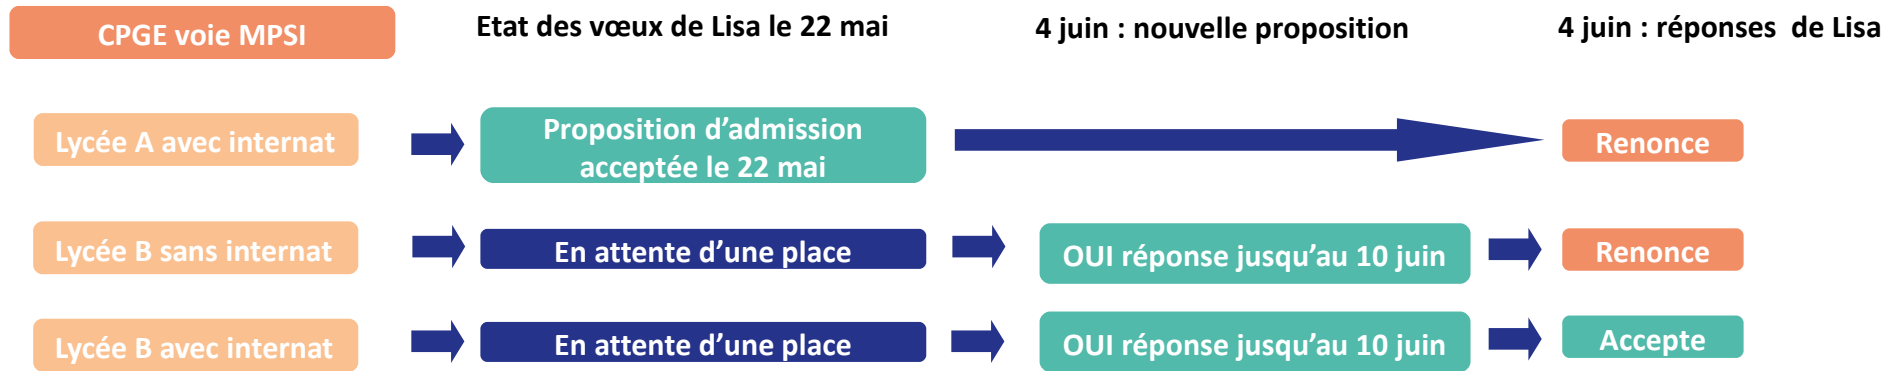 CPGE voie MPSI
Etat des vœux de Lisa le 22 mai
4 juin : nouvelle proposition
4 juin : réponses de Lisa
Lycée A avec internat
Proposition d’admission
acceptée le 22 mai
Renonce
Lycée B sans internat
En attente d’une place
OUI réponse jusqu’au 10 juin
Renonce
Lycée B avec internat
En attente d’une place
OUI réponse jusqu’au 10 juin
Accepte